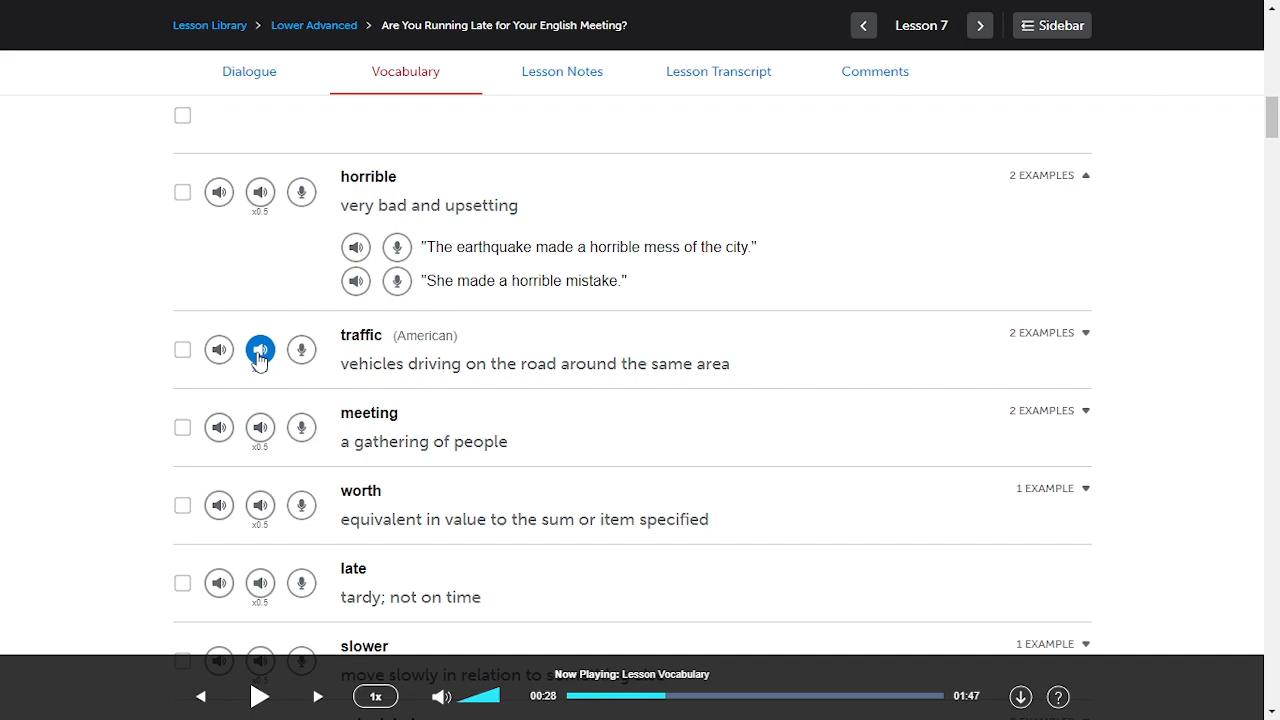 Lesson Library > Lower Advanced > Are You Running Late for Your English Meeting?
Lesson 7
Sidebar
Dialogue
Vocabulary
Lesson Notes
Lesson Transcript
Comments
horrible
2 EXAMPLES
x0.5
very bad and upsetting
"The earthquake made a horrible mess of the city."
"She made a horrible mistake."
traffic (American)
2 EXAMPLES
vehicles driving on the road around the same area
meeting
2 EXAMPLES
x0.5
a gathering of people
worth
1 EXAMPLE
x0.5
equivalent in value to the sum or item specified
late
x0.5
tardy; not on time
slower
1 EXAMPLE
move slowly in relation to
Now Playing: Lesson Vocabulary
1x
00:28
01:47
?